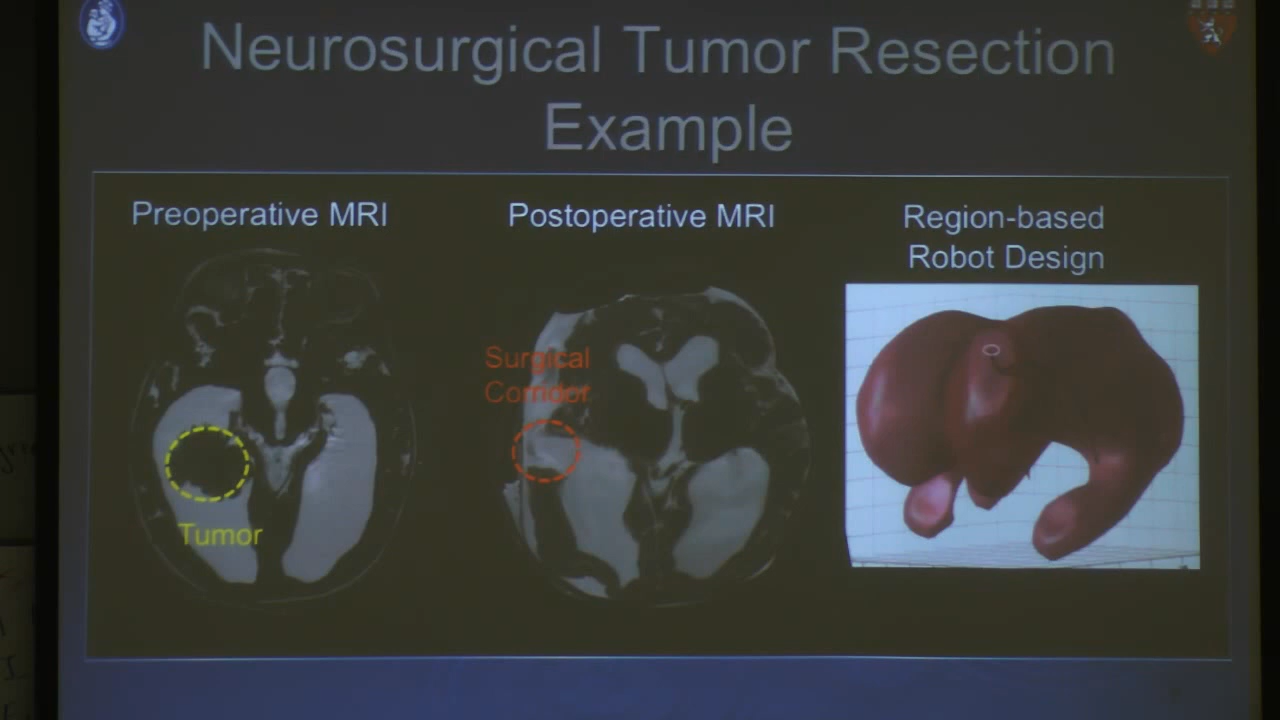 Neurosurgical Tumor Resection
Example
Preoperative MRI
Postoperative MRI
Region-based
Robot Design
Surgical
Corridor
Tumor